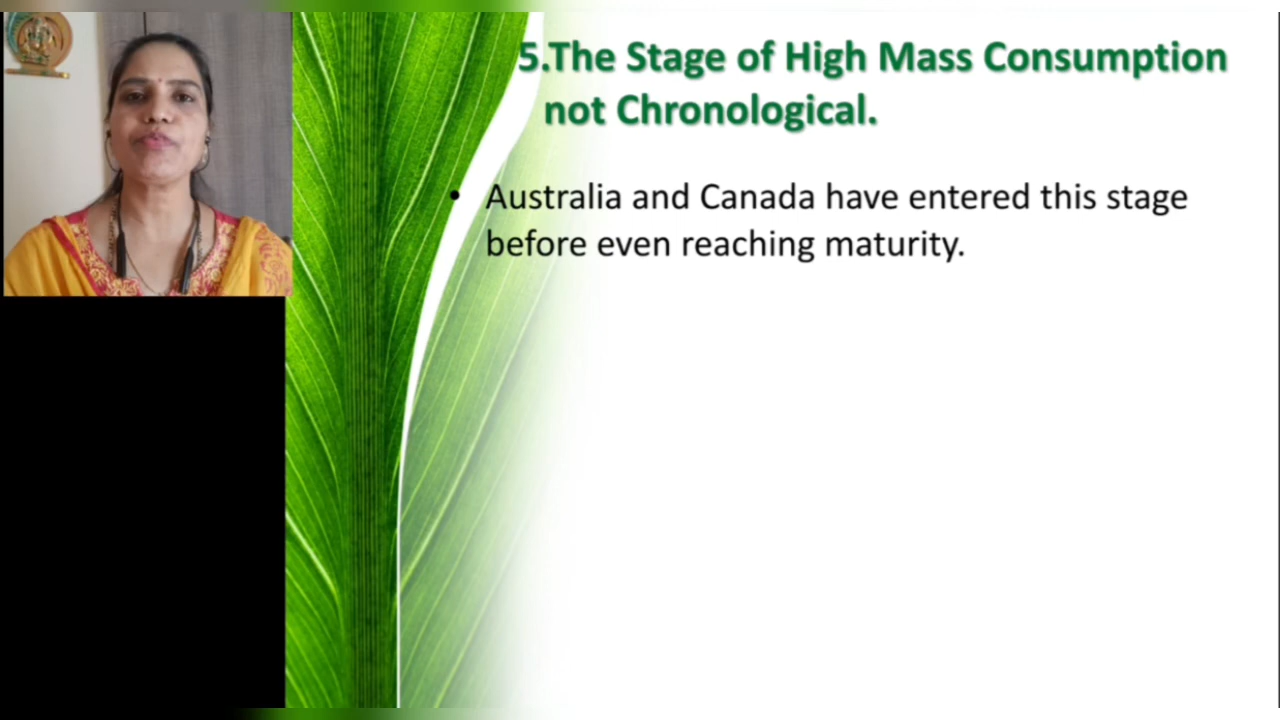 5.The Stage of High Mass Consumption
not Chronological.
• Australia and Canada have entered this stage
before even reaching maturity.